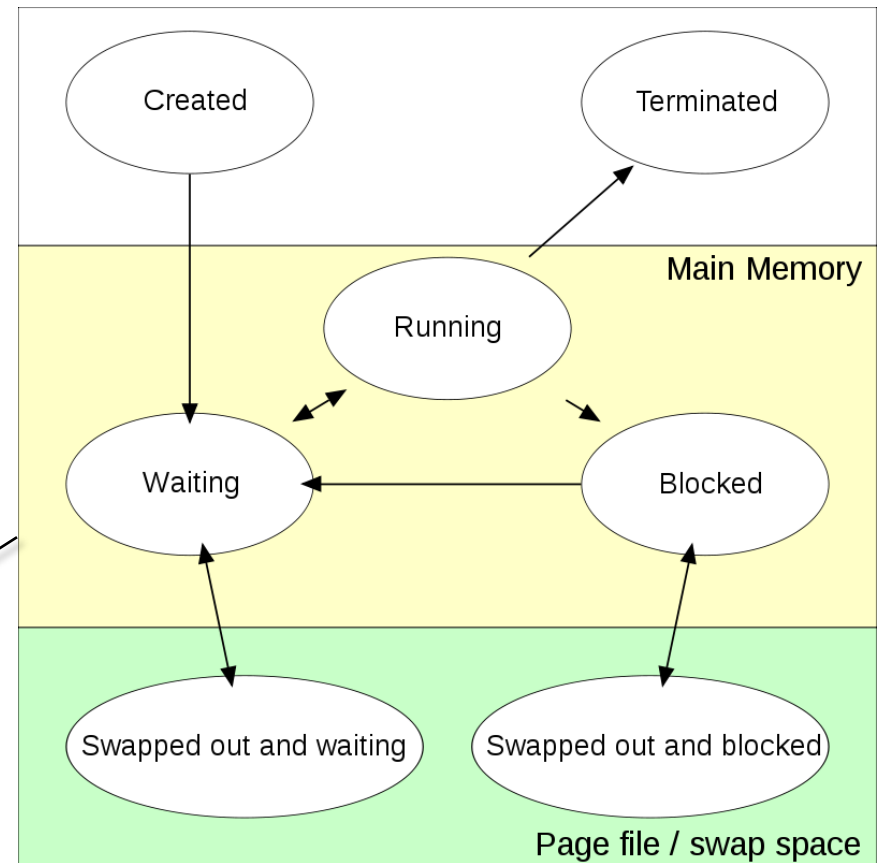 Created
Terminated
Main Memory
Running
Waiting
Blocked
Swapped out and waiting
Swapped out and blocked
Page file / swap space